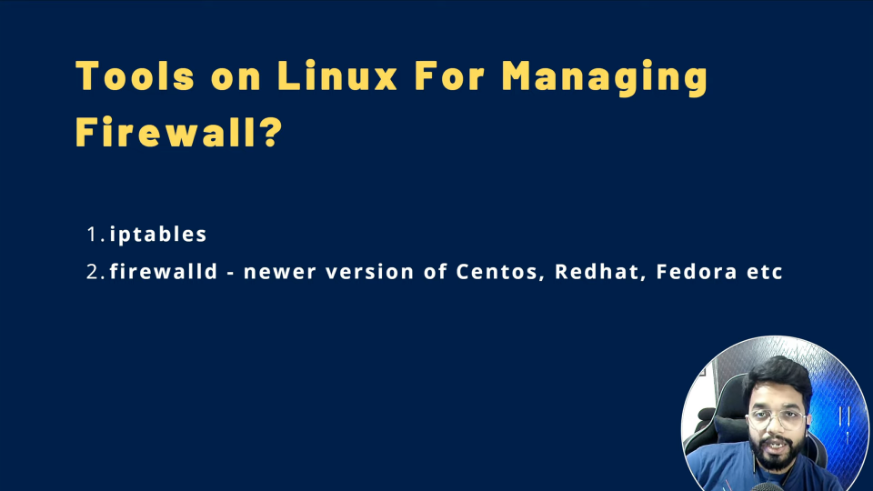 Tools on Linux For Managing
Firewall?
1. iptables
2. firewalld - newer version of Centos, Redhat, Fedora etc